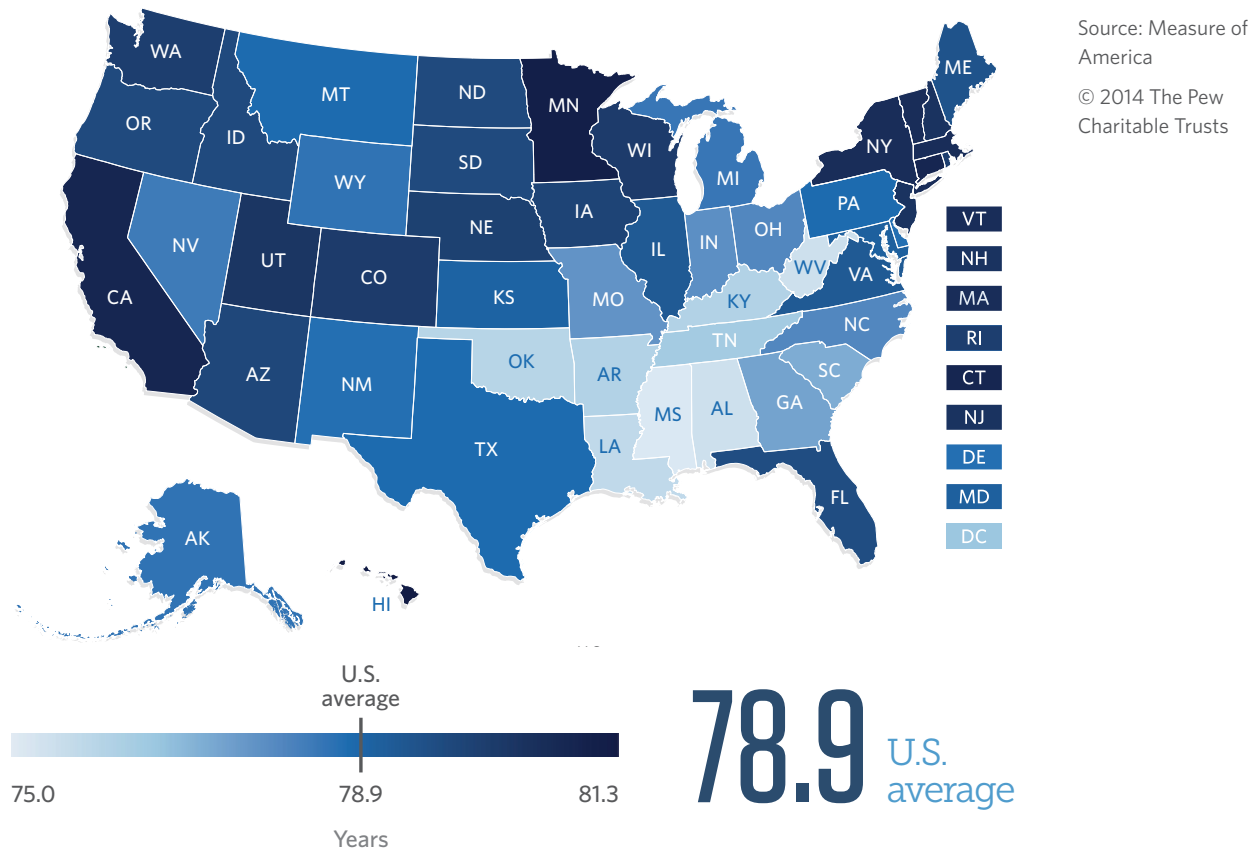 Source: Measure of
America
© 2014 The Pew
Charitable Trusts
WA
OR
ID
MT
ND
MN
WI
MI
NY
ME
CA
NV
WY
SD
IA
NE
UT
CO
KS
MO
IL
IN
OH
PA
WV
VA
KY
NC
TN
SC
AZ
NM
OK
AR
TX
LA
MS
AL
GA
FL
AK
HI
VT
NH
MA
RI
CT
NJ
DE
MD
DC
U.S.
average
75.0
78.9
81.3
Years
78.9
U.S.
average